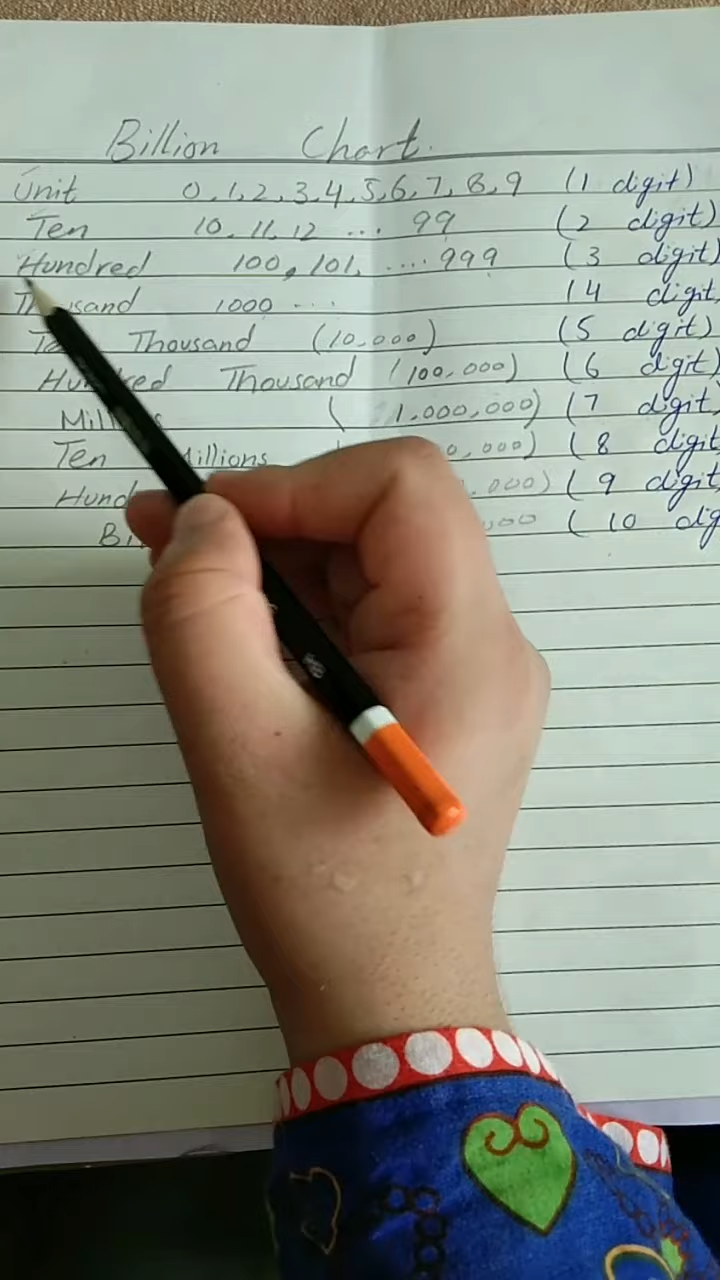 Billion Chart.
Unit 0,1,2,3,4,5,6,7,8,9 (1 digit)
Ten 10, 11, 12 ... 99 (2 digit)
Hundred 100, 101, .... 999 (3 digit)
1000 ... (4 digit
Thousand (10,000) (5 digit)
Thousand (100,000) (6 digit
( 1,000,000) (7 digit,
Ten (8 digit
(9 digit
(10